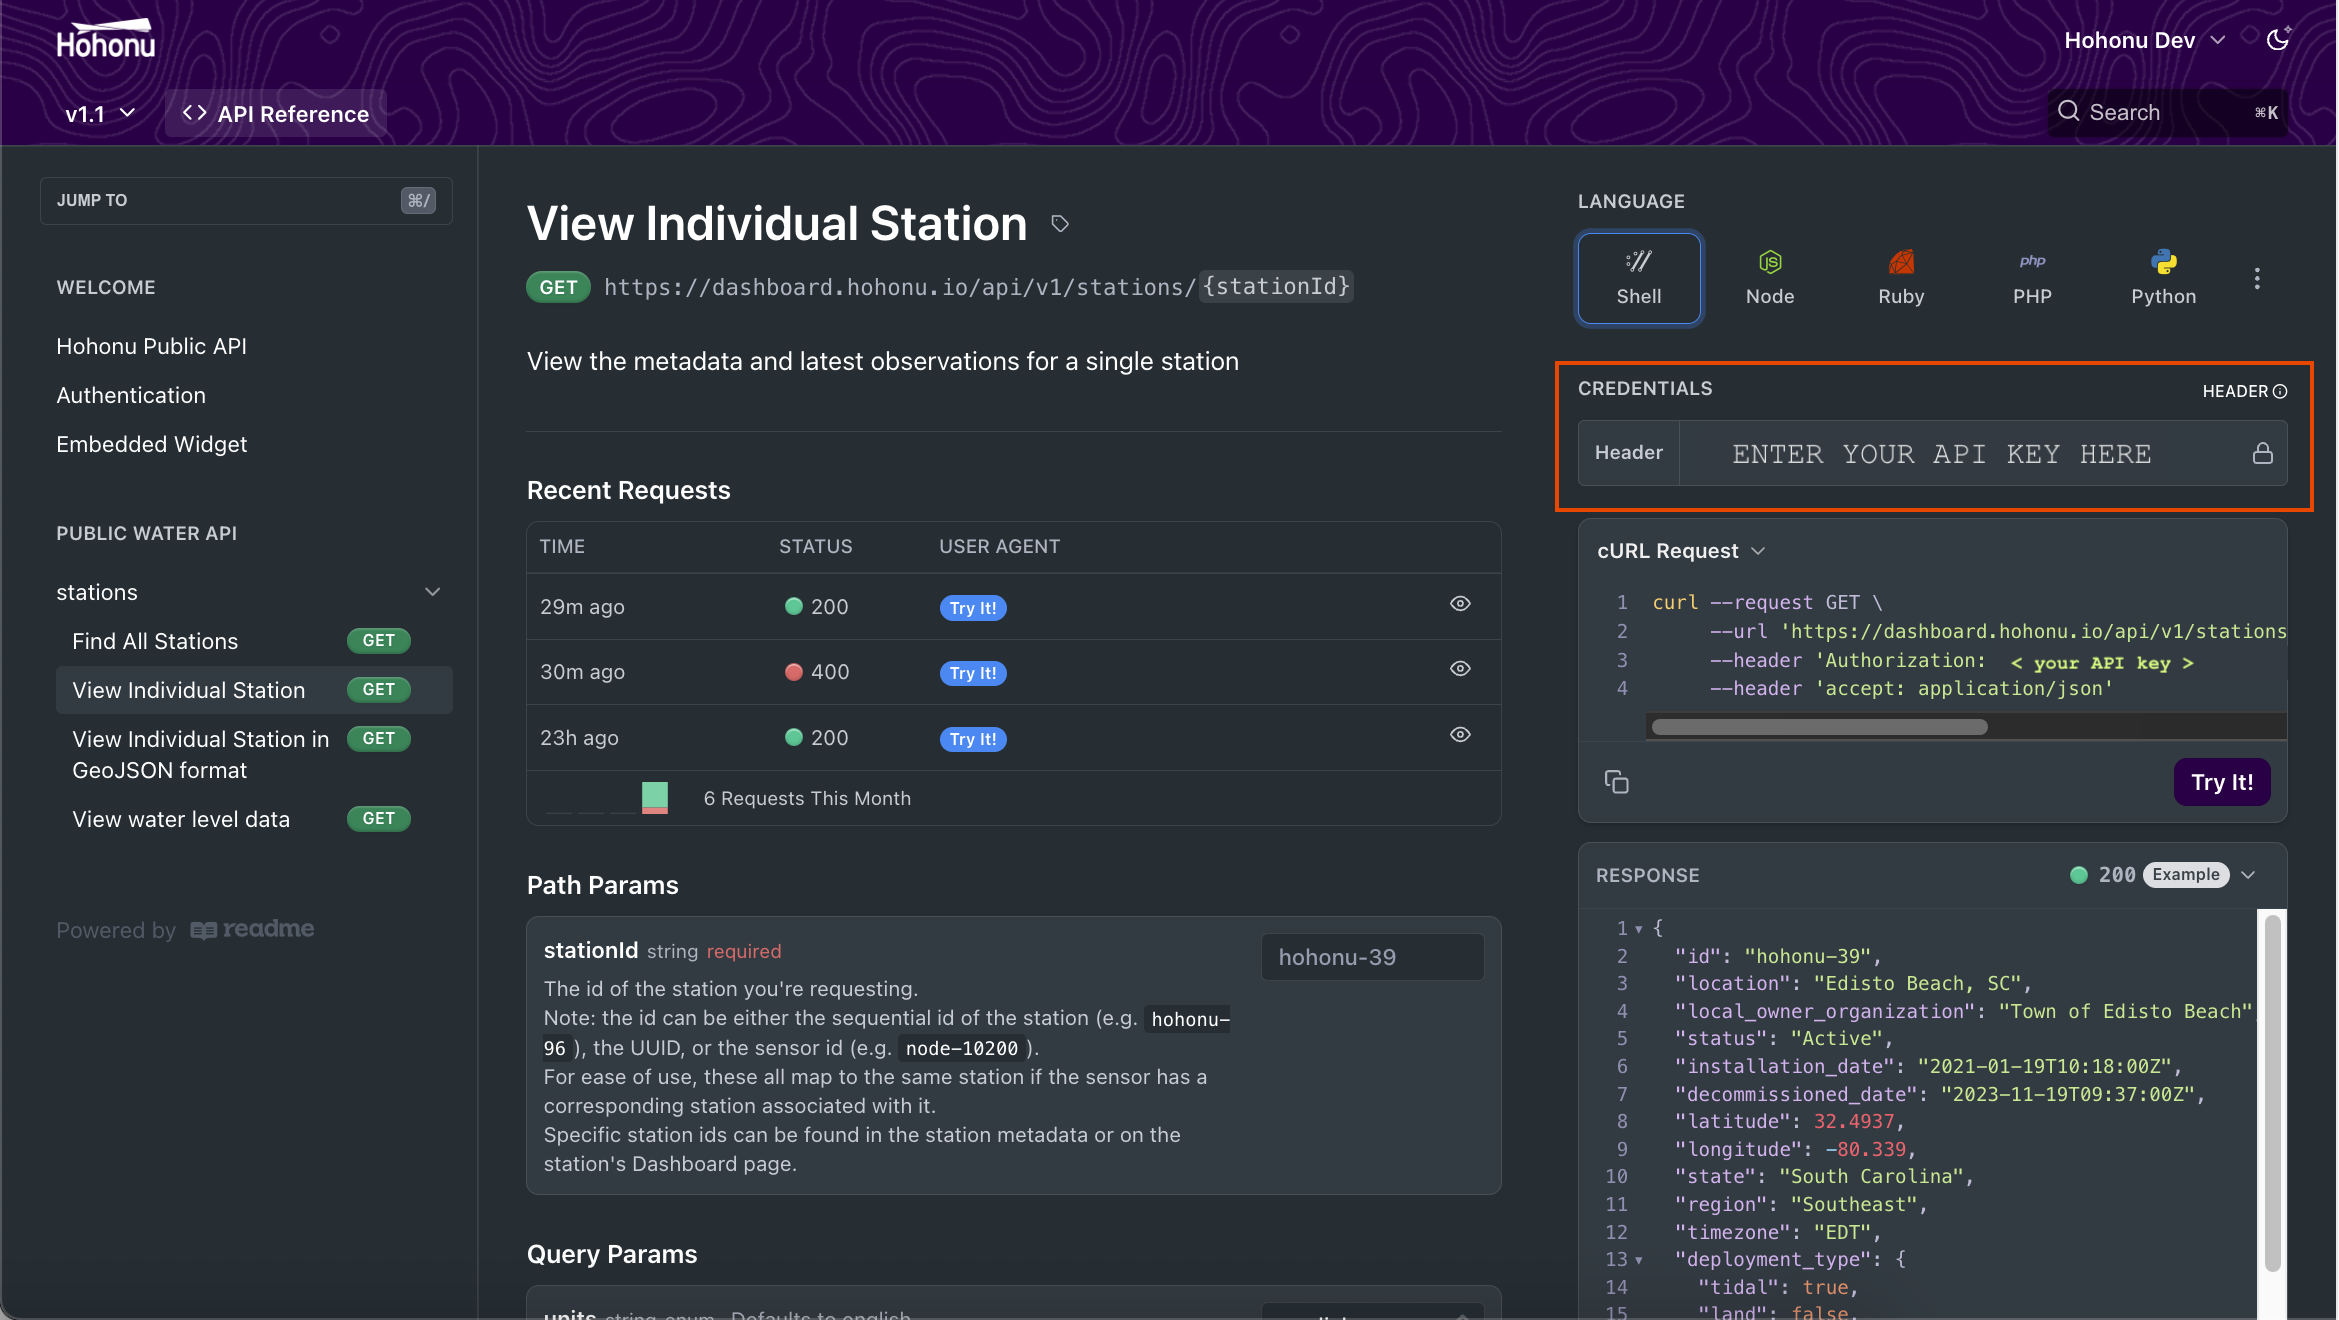 Hohonu
Hohonu Dev
v1.1
<> API Reference
Search
⌘K
JUMP TO
⌘/
WELCOME
Hohonu Public API
Authentication
Embedded Widget
PUBLIC WATER API
stations
Find All Stations GET
View Individual Station GET
View Individual Station in GET
GeoJSON format
View water level data GET
Powered by readme
View Individual Station
GET https://dashboard.hohonu.io/api/v1/stations/{stationId}
View the metadata and latest observations for a single station
Recent Requests
TIME STATUS USER AGENT
29m ago 200 Try It!
30m ago 400 Try It!
23h ago 200 Try It!
6 Requests This Month
Path Params
stationId string required
hohonu-39
The id of the station you're requesting.
Note: the id can be either the sequential id of the station (e.g. hohonu-
96 ), the UUID, or the sensor id (e.g. node-10200 ).
For ease of use, these all map to the same station if the sensor has a
corresponding station associated with it.
Specific station ids can be found in the station metadata or on the
station's Dashboard page.
Query Params
units string enum Defaults to english
LANGUAGE
Shell
Node
php
Ruby
PHP
Python
CREDENTIALS
HEADER
Header ENTER YOUR API KEY HERE
cURL Request
1 curl --request GET \
2 --url 'https://dashboard.hohonu.io/api/v1/stations
3 --header 'Authorization: < your API key >
4 --header 'accept: application/json'
Try It!
RESPONSE
200 Example
1 {
2 "id": "hohonu-39",
3 "location": "Edisto Beach, SC",
4 "local_owner_organization": "Town of Edisto Beach"
5 "status": "Active",
6 "installation_date": "2021-01-19T10:18:00Z",
7 "decommissioned_date": "2023-11-19T09:37:00Z",
8 "latitude": 32.4937,
9 "longitude": -80.339,
10 "state": "South Carolina",
11 "region": "Southeast",
12 "timezone": "EDT",
13 "deployment_type": {
14 "tidal": true,
15 "land": false,